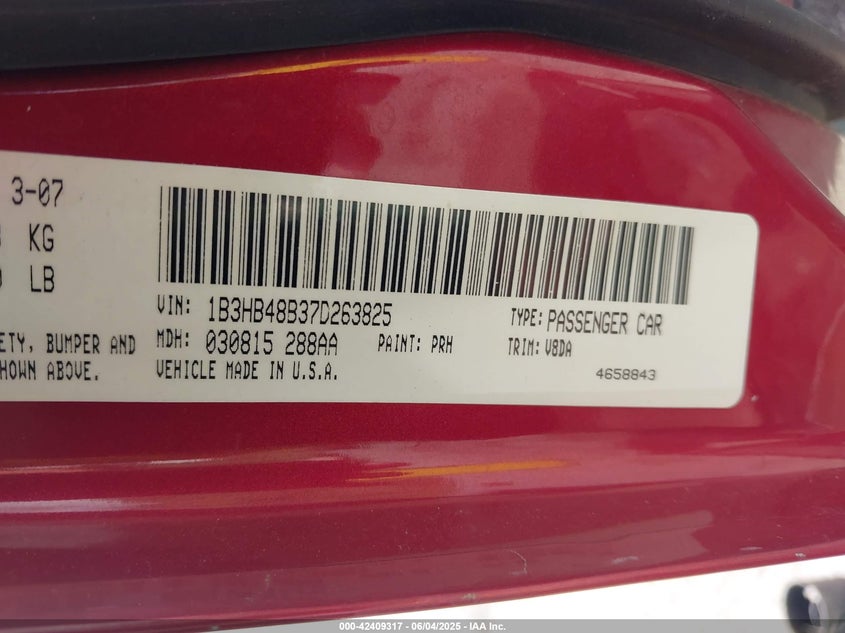 3-07
KG
LB
VIN: 1B3HB48B37D263825
TYPE: PASSENGER CAR
ETY, BUMPER AND
MDH: 030815 288AA
PAINT: PRH
TRIM: V8DA
HOWN ABOVE.
VEHICLE MADE IN U.S.A.
4658843
000-42409317 - 06/04/2025 - IAA Inc.